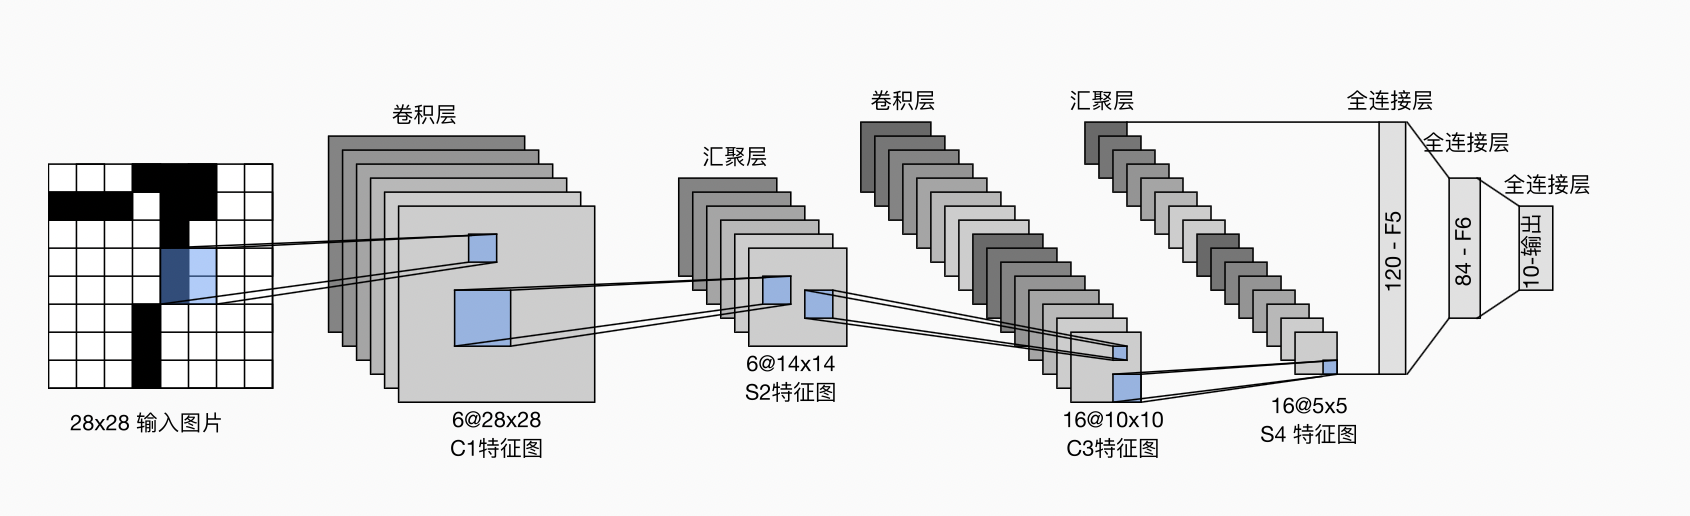 28x28 输入图片
卷积层
6@28x28
C1特征图
汇聚层
6@14x14
S2特征图
卷积层
16@10x10
C3特征图
汇聚层
16@5x5
S4 特征图
全连接层
120 - F5
全连接层
84 - F6
全连接层
10-输出